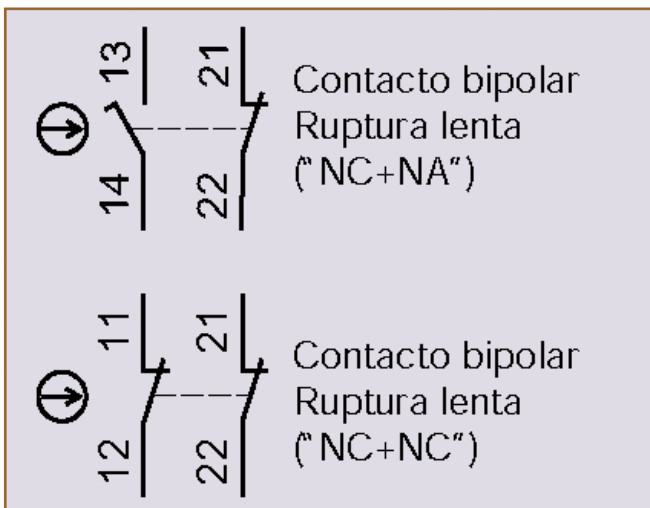 13
21
14
22
Contacto bipolar
Ruptura lenta
("NC+NA")
11
21
12
22
Contacto bipolar
Ruptura lenta
("NC+NC")